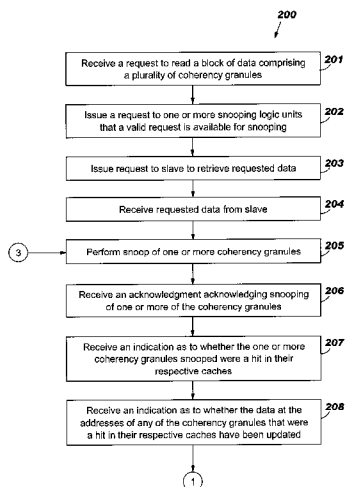 200
Receive a request to read a block of data comprising
a plurality of coherency granules
201
Issue a request to one or more snooping logic units
that a valid request is available for snooping
202
Issue request to slave to retrieve requested data
203
Receive requested data from slave
204
3
Perform snoop of one or more coherency granules
205
Receive an acknowledgment acknowledging snooping
of one or more of the coherency granules
206
Receive an indication as to whether the one or more
coherency granules snooped were a hit in their
respective caches
207
Receive an indication as to whether the data at the
addresses of any of the coherency granules that were
a hit in their respective caches have been updated
208
1